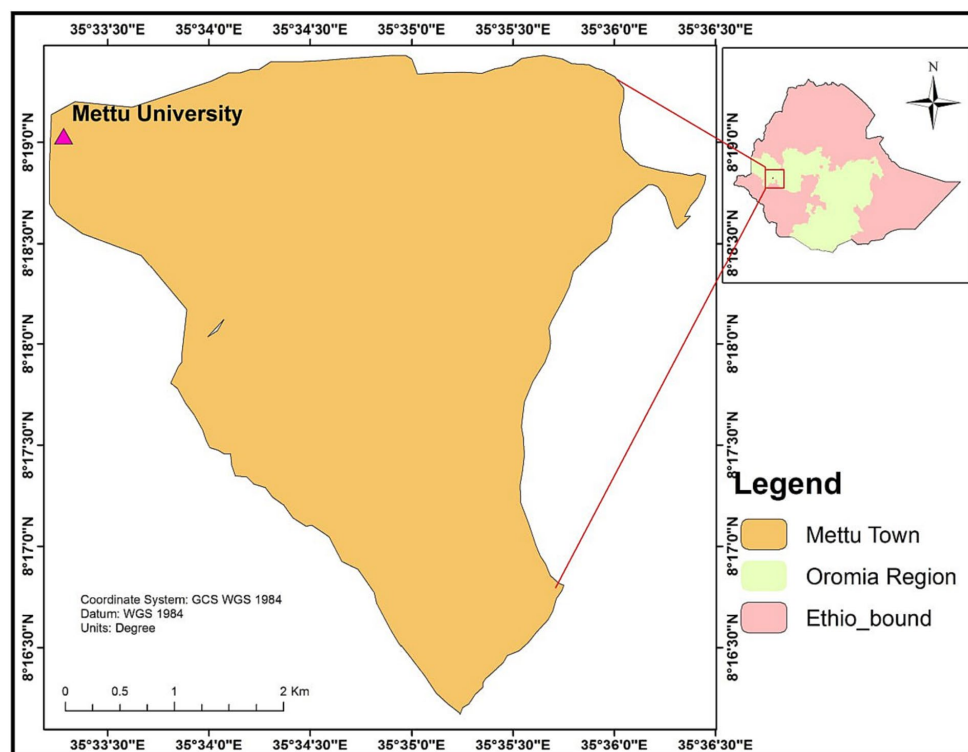 35°33'30"E 35°34'0"E 35°34'30"E 35°35'0"E 35°35'30"E 35°36'0"E 35°36'30"E
Mettu University
N
8°19'0"N
8°18'30"N
8°18'0"N
8°17'30"N
8°17'0"N
8°16'30"N
8°19'0"N
8°18'30"N
8°18'0"N
8°17'30"N
8°17'0"N
8°16'30"N
Legend
Mettu Town
Oromia Region
Ethio_bound
Coordinate System: GCS WGS 1984
Datum: WGS 1984
Units: Degree
0 0.5 1 2 Km
35°33'30"E 35°34'0"E 35°34'30"E 35°35'0"E 35°35'30"E 35°36'0"E 35°36'30"E